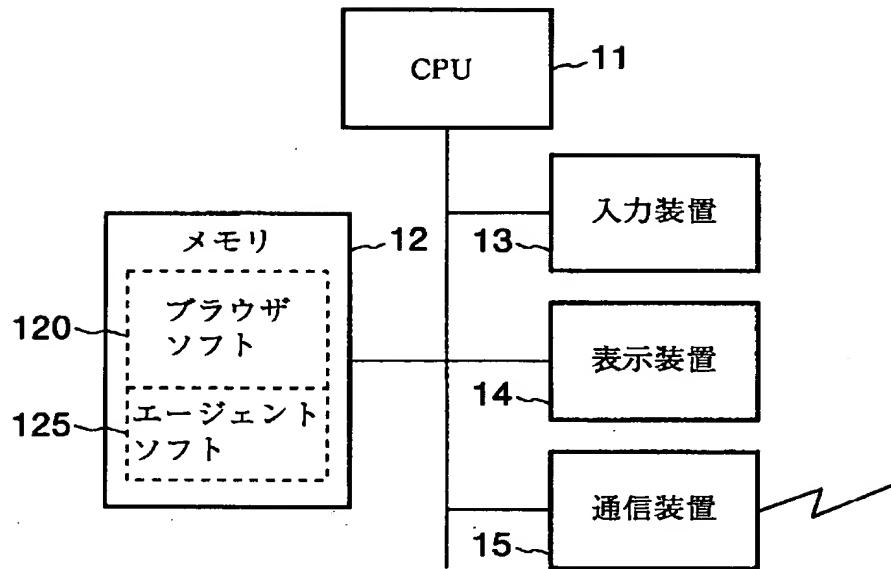 CPU
11
入力装置
13
メモリ
12
120
ブラウザ
ソフト
表示装置
14
125
エージェント
ソフト
通信装置
15